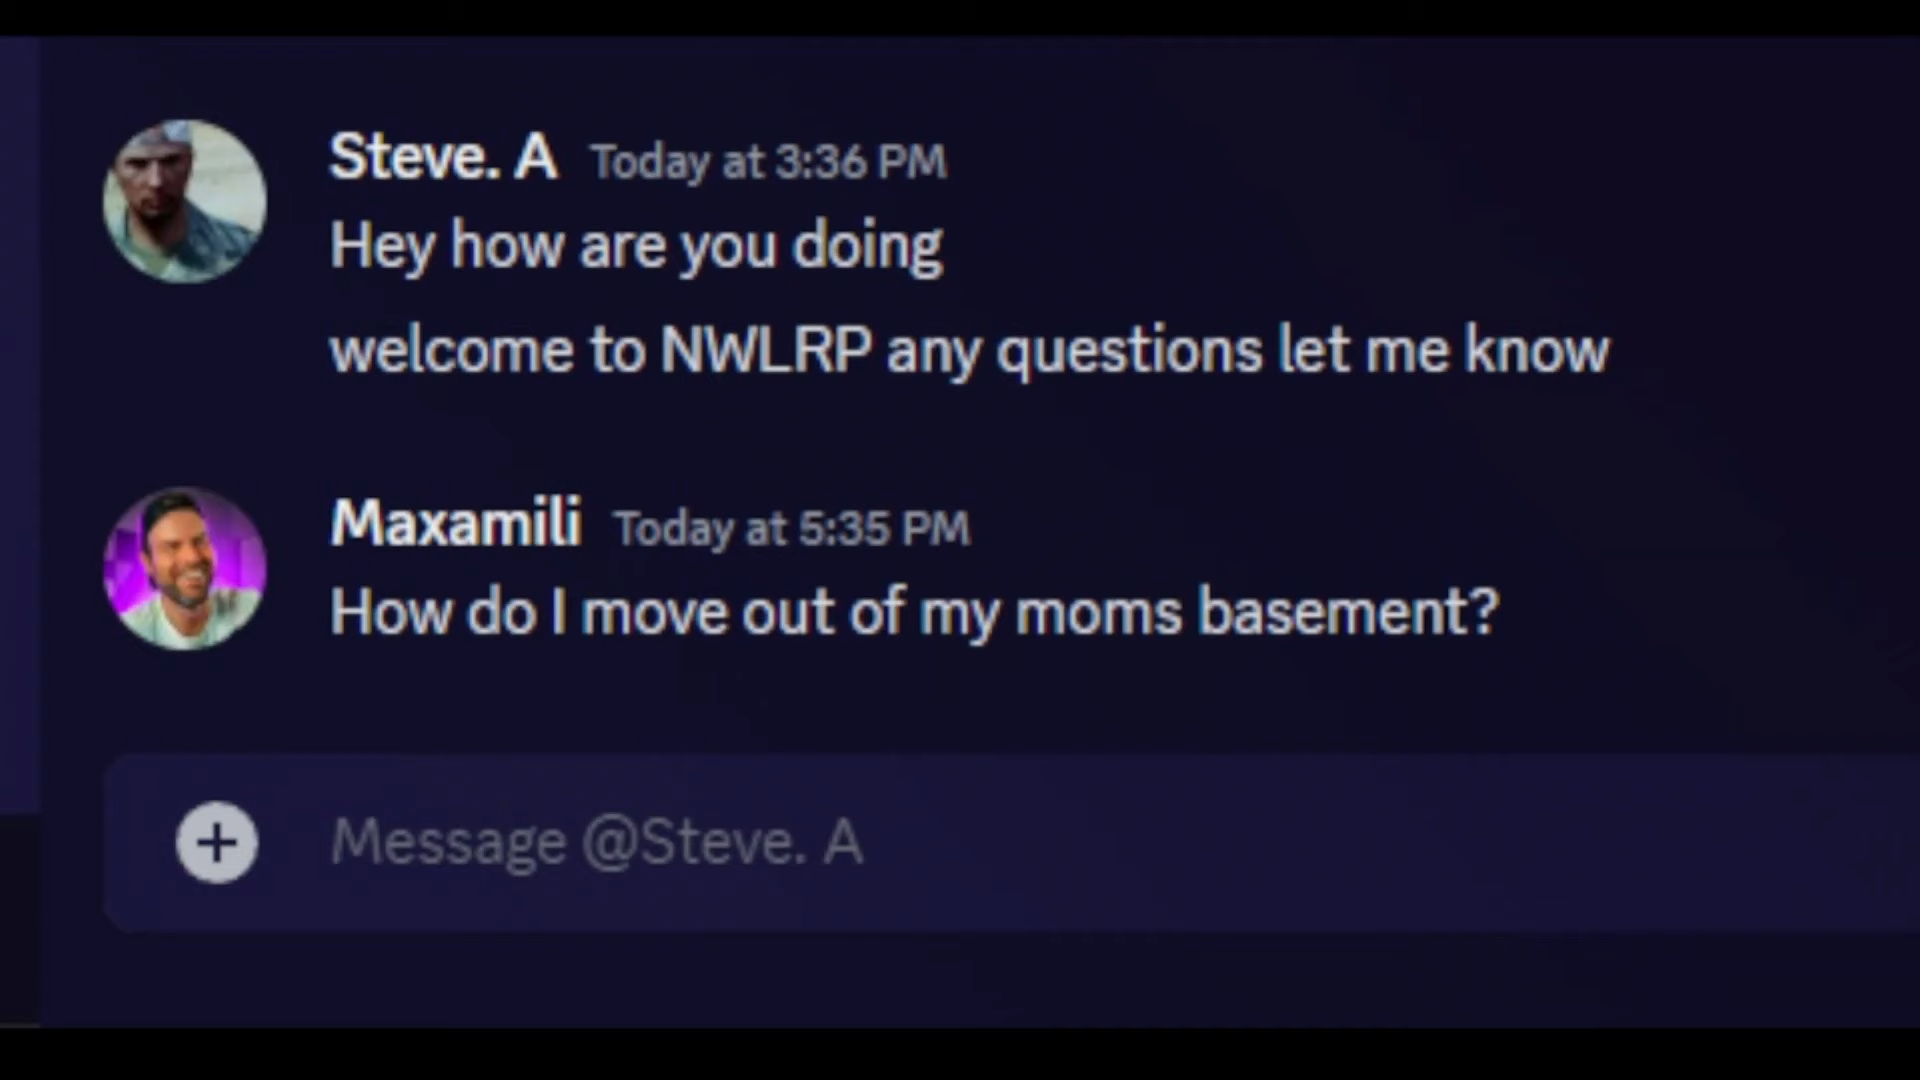 Steve. A Today at 3:36 PM
Hey how are you doing
welcome to NWLRP any questions let me know
Maxamili Today at 5:35 PM
How do I move out of my moms basement?
Message @Steve. A